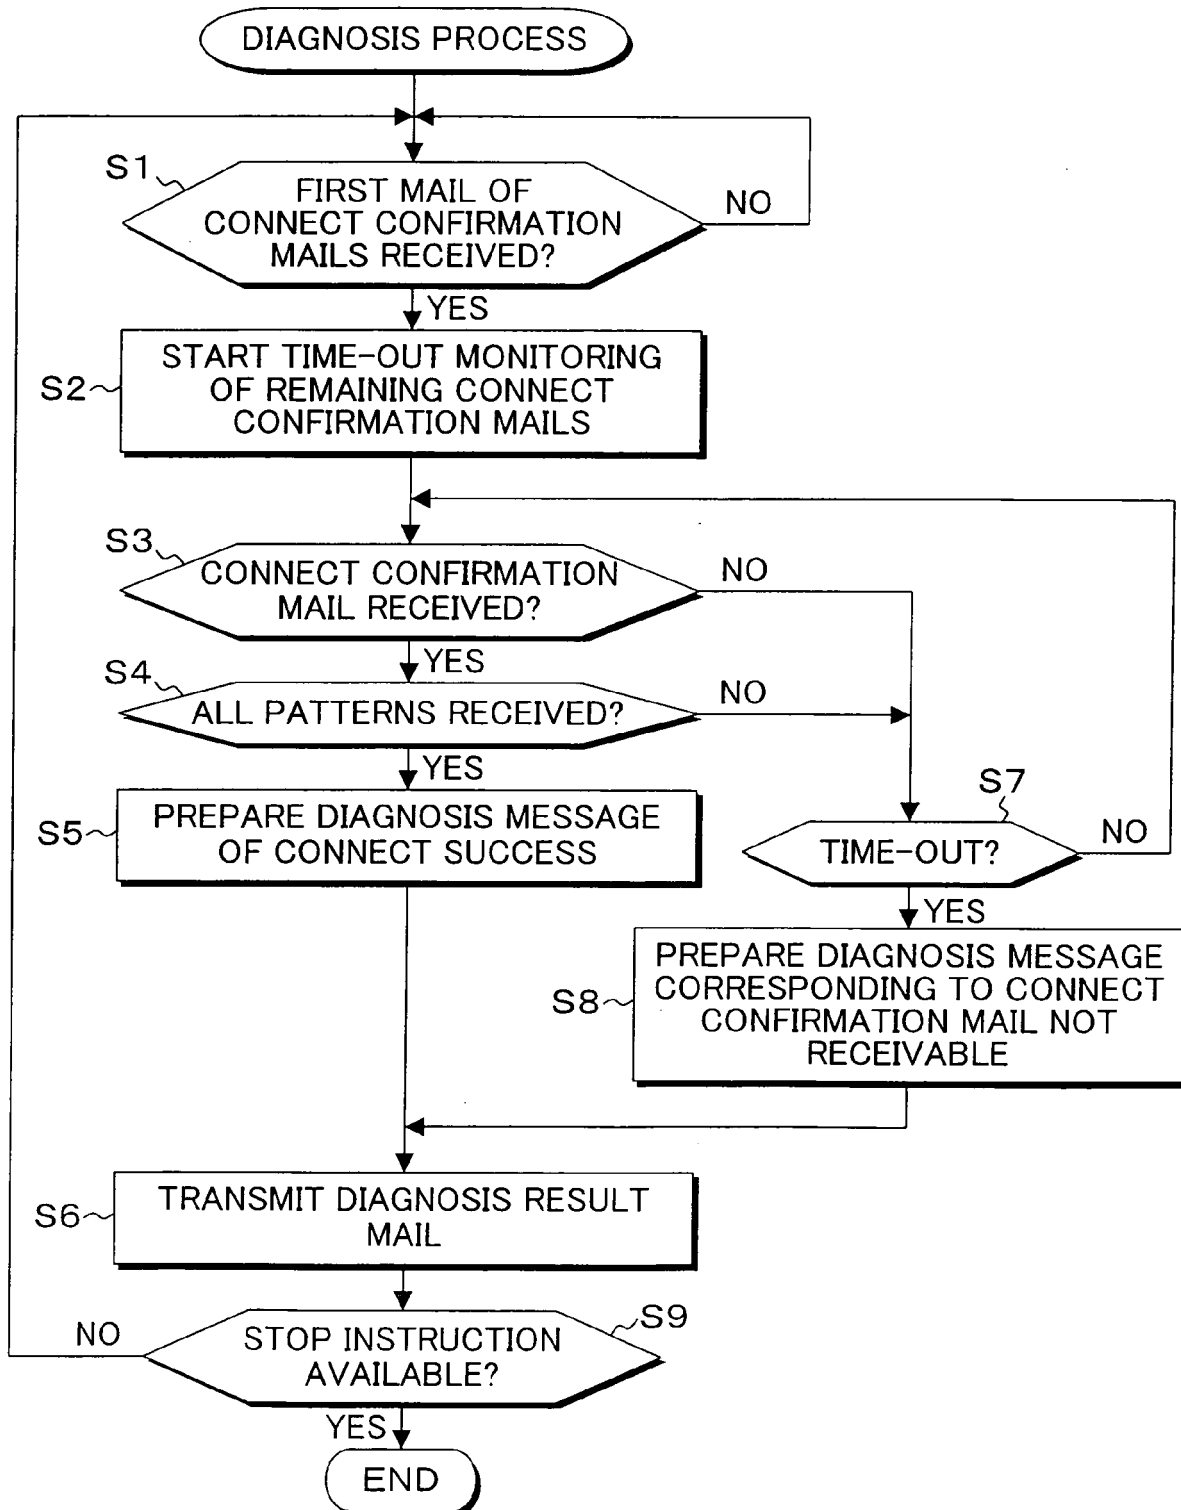 DIAGNOSIS PROCESS
S1
FIRST MAIL OF
CONNECT CONFIRMATION
MAILS RECEIVED?
NO
YES
S2
START TIME-OUT MONITORING
OF REMAINING CONNECT
CONFIRMATION MAILS
S3
CONNECT CONFIRMATION
MAIL RECEIVED?
NO
YES
S4
ALL PATTERNS RECEIVED?
NO
YES
S5
PREPARE DIAGNOSIS MESSAGE
OF CONNECT SUCCESS
S7
TIME-OUT?
NO
YES
S8
PREPARE DIAGNOSIS MESSAGE
CORRESPONDING TO CONNECT
CONFIRMATION MAIL NOT
RECEIVABLE
S6
TRANSMIT DIAGNOSIS RESULT
MAIL
S9
STOP INSTRUCTION
AVAILABLE?
NO
YES
END